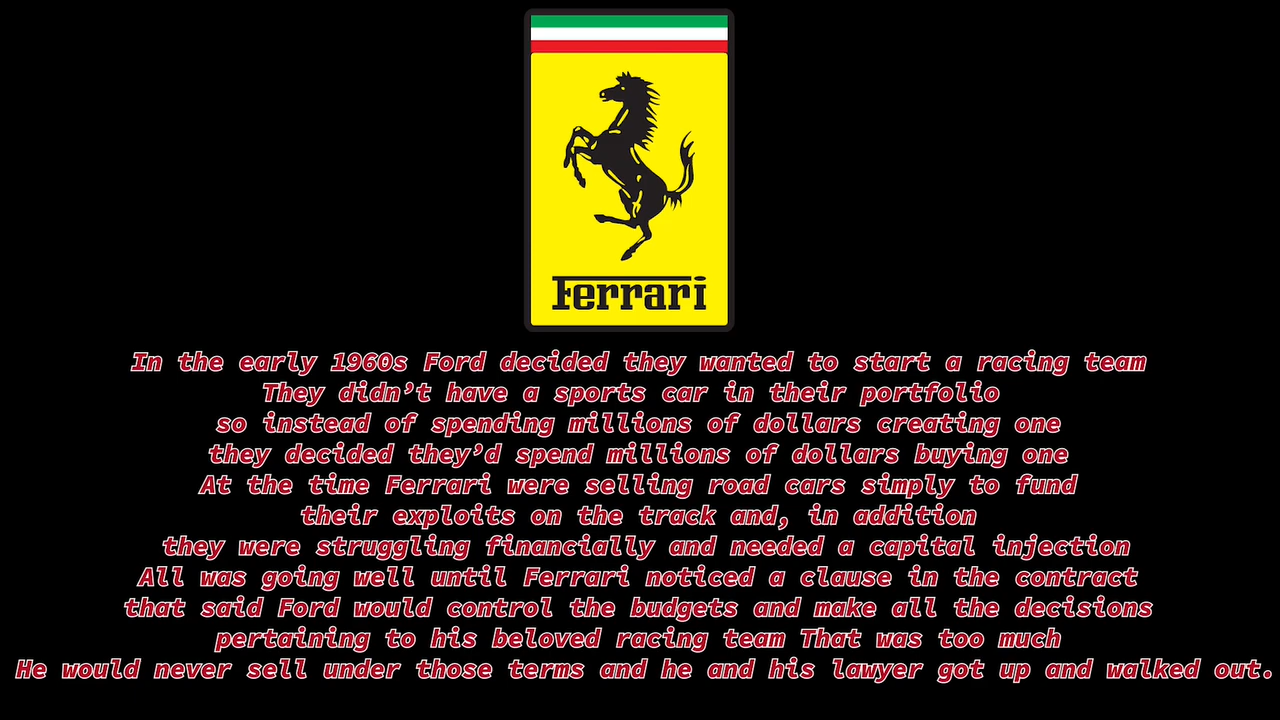 Ferrari
In the early 1960s Ford decided they wanted to start a racing team
They didn’t have a sports car in their portfolio
so instead of spending millions of dollars creating one
they decided they’d spend millions of dollars buying one
At the time Ferrari were selling road cars simply to fund
their exploits on the track and, in addition
they were struggling financially and needed a capital injection
All was going well until Ferrari noticed a clause in the contract
that said Ford would control the budgets and make all the decisions
pertaining to his beloved racing team That was too much
He would never sell under those terms and he and his lawyer got up and walked out.